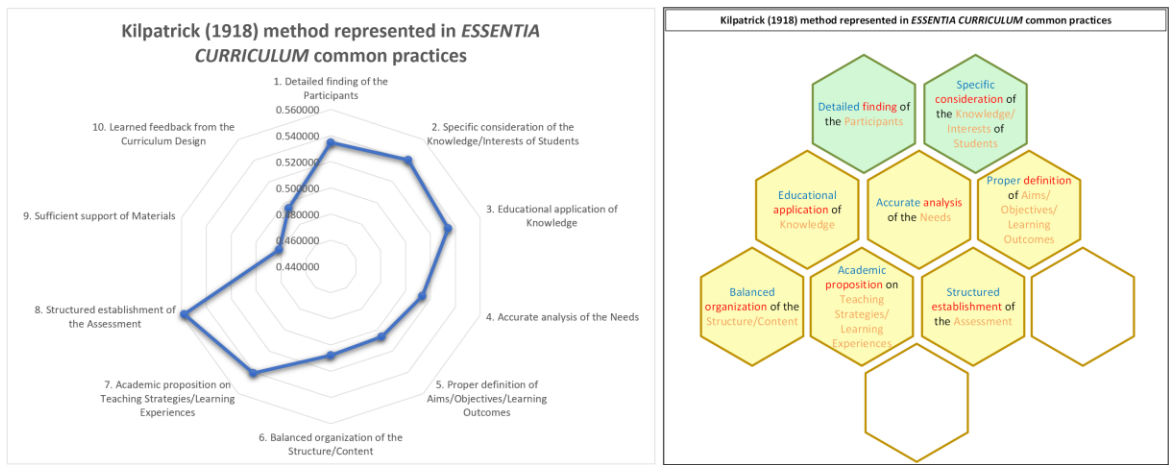 Kilpatrick (1918) method represented in ESSENTIA
CURRICULUM common practices
1. Detailed finding of the
Participants
2. Specific consideration of the
Knowledge/Interests of Students
3. Educational application of
Knowledge
4. Accurate analysis of the Needs
5. Proper definition of
Aims/Objectives/Learning
Outcomes
6. Balanced organization of the
Structure/Content
7. Academic proposition on
Teaching Strategies/Learning
Experiences
8. Structured establishment of
the Assessment
9. Sufficient support of Materials
10. Learned feedback from the
Curriculum Design
0.560000
0.540000
0.520000
0.500000
0.480000
0.460000
0.440000
Kilpatrick (1918) method represented in ESSENTIA CURRICULUM common practices
Detailed finding of
the Participants
Specific
consideration of
the Knowledge/
Interests of
Students
Educational
application of
Knowledge
Accurate analysis
of the Needs
Proper definition
of Aims/
Objectives/
Learning
Outcomes
Balanced
organization of the
Structure/Content
Academic
proposition on
Teaching
Strategies/
Learning
Experiences
Structured
establishment of
the Assessment